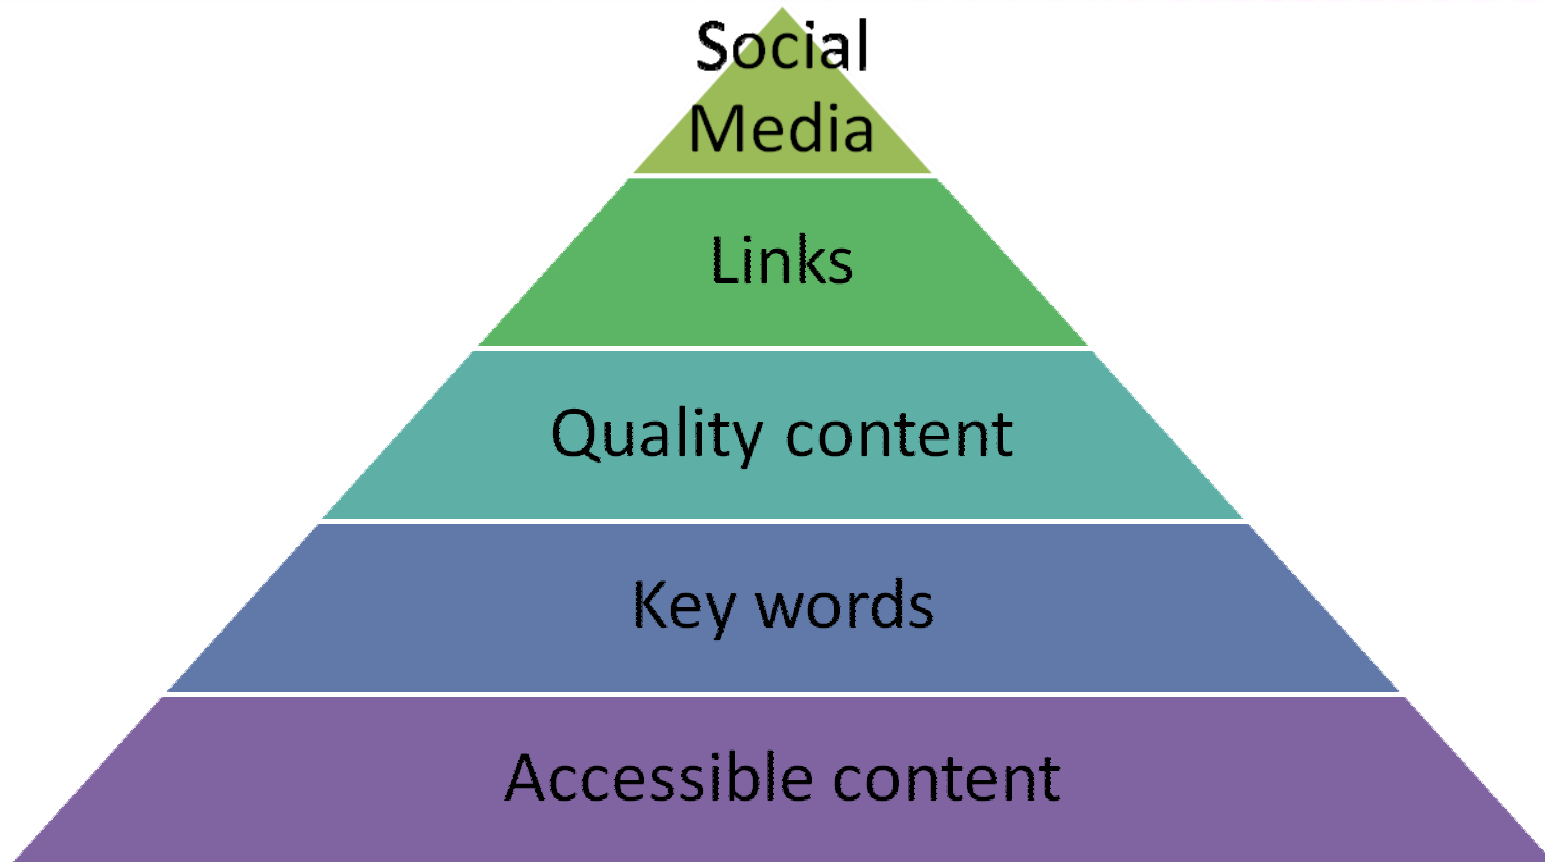 Social
Media
Links
Quality content
Key words
Accessible content